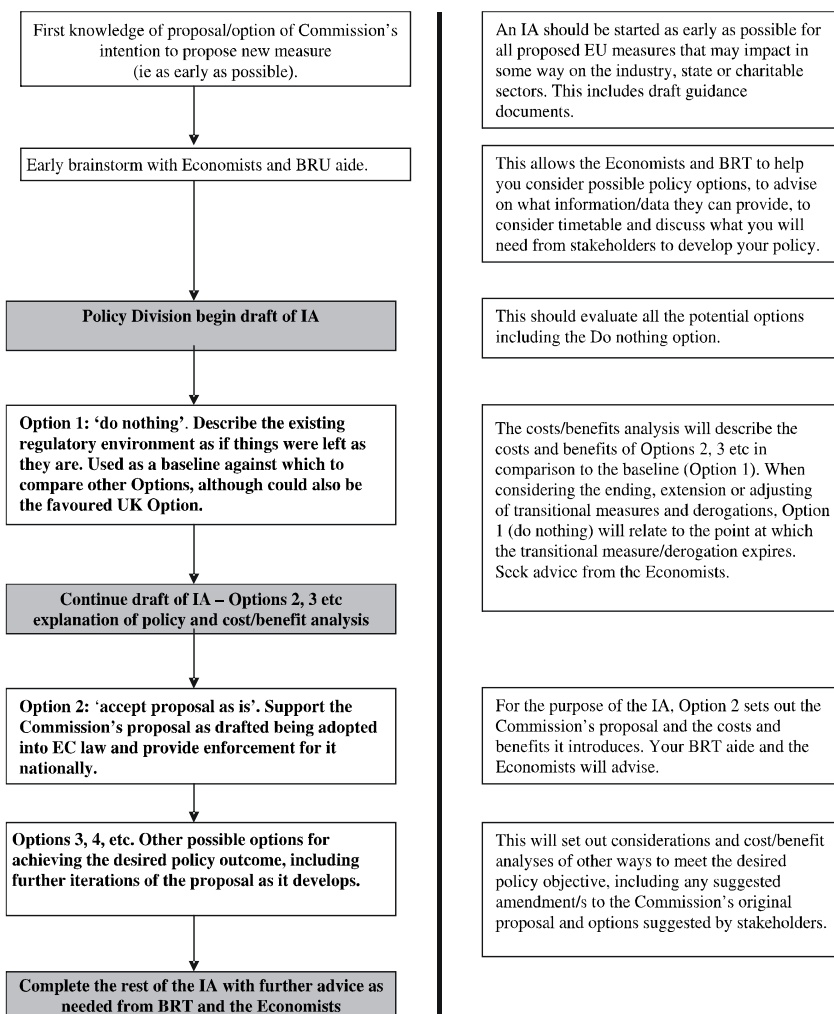 First knowledge of proposal/option of Commission's
intention to propose new measure
(ie as early as possible).
An IA should be started as early as possible for
all proposed EU measures that may impact in
some way on the industry, state or charitable
sectors. This includes draft guidance
documents.
Early brainstorm with Economists and BRU aide.
This allows the Economists and BRT to help
you consider possible policy options, to advise
on what information/data they can provide, to
consider timetable and discuss what you will
need from stakeholders to develop your policy.
Policy Division begin draft of IA
This should evaluate all the potential options
including the Do nothing option.
Option 1: 'do nothing'. Describe the existing
regulatory environment as if things were left as
they are. Used as a baseline against which to
compare other Options, although could also be
the favoured UK Option.
The costs/benefits analysis will describe the
costs and benefits of Options 2, 3 etc in
comparison to the baseline (Option 1). When
considering the ending, extension or adjusting
of transitional measures and derogations, Option
1 (do nothing) will relate to the point at which
the transitional measure/derogation expires.
Seek advice from the Economists.
Continue draft of IA – Options 2, 3 etc
explanation of policy and cost/benefit analysis
Option 2: 'accept proposal as is'. Support the
Commission's proposal as drafted being adopted
into EC law and provide enforcement for it
nationally.
For the purpose of the IA, Option 2 sets out the
Commission's proposal and the costs and
benefits it introduces. Your BRT aide and the
Economists will advise.
Options 3, 4, etc. Other possible options for
achieving the desired policy outcome, including
further iterations of the proposal as it develops.
This will set out considerations and cost/benefit
analyses of other ways to meet the desired
policy objective, including any suggested
amendment/s to the Commission's original
proposal and options suggested by stakeholders.
Complete the rest of the IA with further advice as
needed from BRT and the Economists